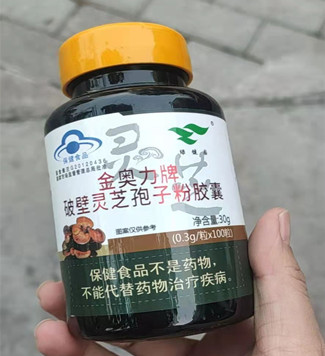 保健食品
灵芝
金奥力牌
破壁灵芝孢子粉胶囊
图案仅供参考
净含量:30g
(0.3g/粒x100粒)
保健食品不是药物,
不能代替药物治疗疾病。